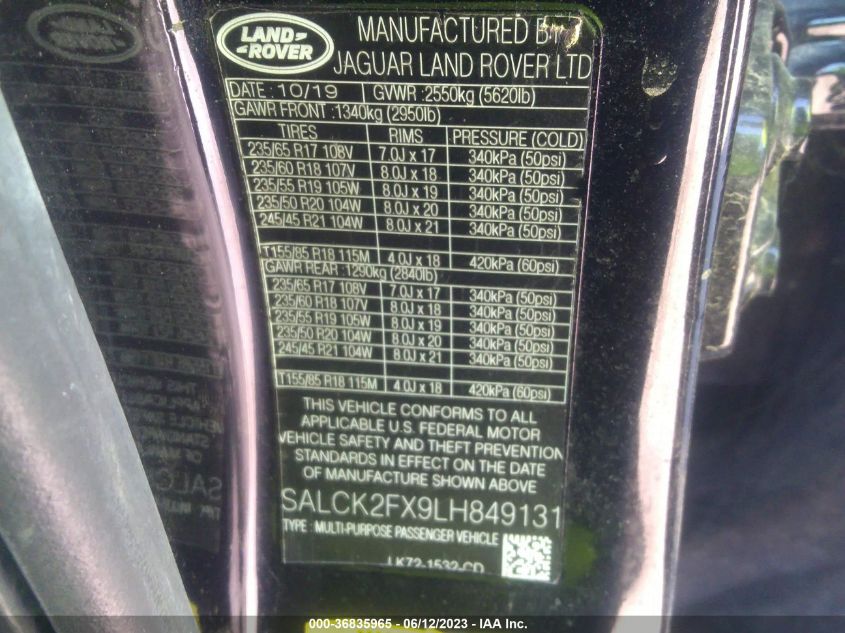 LAND ROVER
MANUFACTURED BY
JAGUAR LAND ROVER LTD
DATE : 10/19 GVWR : 2550kg (5620lb)
GAWR FRONT : 1340kg (2950lb)
TIRES RIMS PRESSURE (COLD)
235/65 R17 108V 7.0J x 17 340kPa (50psi)
235/60 R18 107V 8.0J x 18 340kPa (50psi)
235/55 R19 105W 8.0J x 19 340kPa (50psi)
235/50 R20 104W 8.0J x 20 340kPa (50psi)
245/45 R21 104W 8.0J x 21 340kPa (50psi)
T155/85 R18 115M 4.0J x 18 420kPa (60psi)
GAWR REAR : 1290kg (2840lb)
235/65 R17 108V 7.0J x 17 340kPa (50psi)
235/60 R18 107V 8.0J x 18 340kPa (50psi)
235/55 R19 105W 8.0J x 19 340kPa (50psi)
235/50 R20 104W 8.0J x 20 340kPa (50psi)
245/45 R21 104W 8.0J x 21 340kPa (50psi)
T155/85 R18 115M 4.0J x 18 420kPa (60psi)
THIS VEHICLE CONFORMS TO ALL
APPLICABLE U.S. FEDERAL MOTOR
VEHICLE SAFETY AND THEFT PREVENTION
STANDARDS IN EFFECT ON THE DATE
OF MANUFACTURE SHOWN ABOVE
SALCK2FX9LH849131
TYPE : MULTI-PURPOSE PASSENGER VEHICLE
LK72-1532-CD
000-36835965 - 06/12/2023 - IAA Inc.